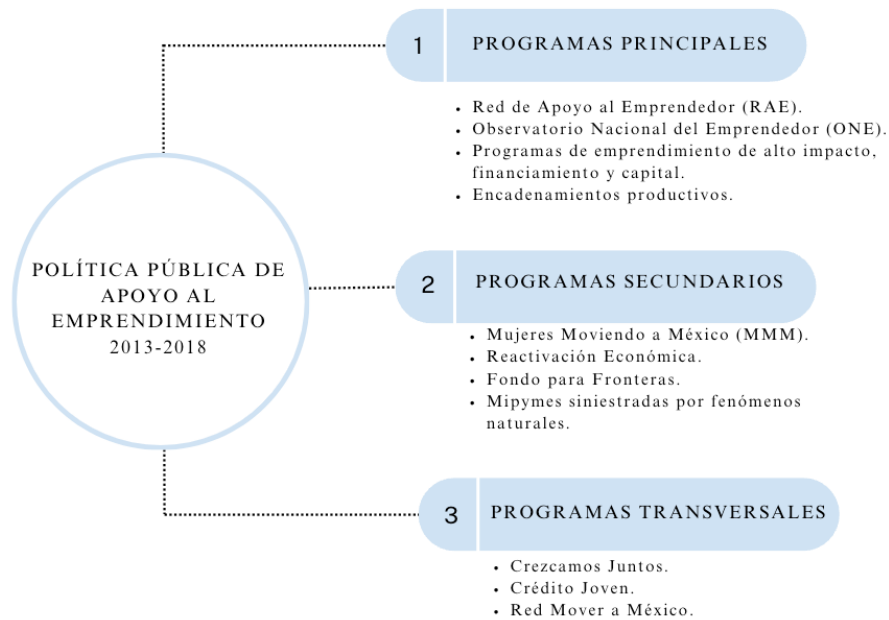 POLÍTICA PÚBLICA DE
APOYO AL
EMPRENDIMIENTO
2013-2018
1 PROGRAMAS PRINCIPALES
• Red de Apoyo al Emprendedor (RAE).
• Observatorio Nacional del Emprendedor (ONE).
• Programas de emprendimiento de alto impacto,
financiamiento y capital.
• Encadenamientos productivos.
2 PROGRAMAS SECUNDARIOS
• Mujeres Moviendo a México (MMM).
• Reactivación Económica.
• Fondo para Fronteras.
• Mipymes siniestradas por fenómenos
naturales.
3 PROGRAMAS TRANSVERSALES
• Crezcamos Juntos.
• Crédito Joven.
• Red Mover a México.